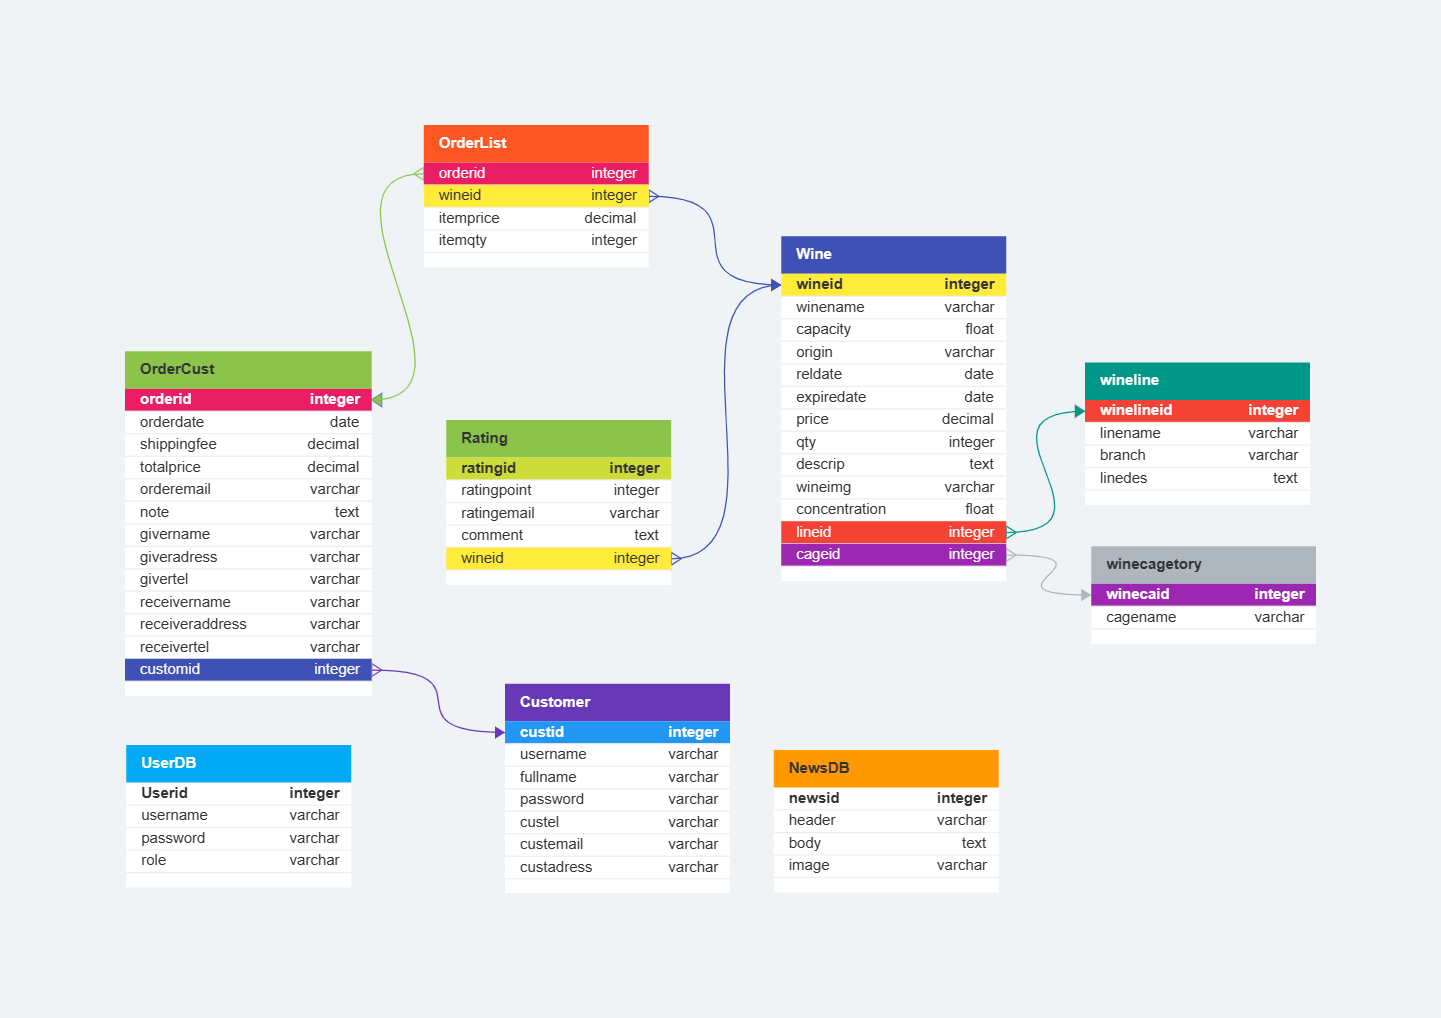 OrderList
orderid integer
wineid integer
itemprice decimal
itemqty integer
Wine
wineid integer
winename varchar
capacity float
origin varchar
reldate date
expiredate date
price decimal
qty integer
descrip text
wineimg varchar
concentration float
lineid integer
cageid integer
OrderCust
orderid integer
orderdate date
shippingfee decimal
totalprice decimal
orderemail varchar
note text
givername varchar
giveradress varchar
givertel varchar
receivername varchar
receiveraddress varchar
receivertel varchar
customid integer
Rating
ratingid integer
ratingpoint integer
ratingemail varchar
comment text
wineid integer
wineline
winelineid integer
linename varchar
branch varchar
linedes text
winecagetory
winecaid integer
cagename varchar
Customer
custid integer
username varchar
fullname varchar
password varchar
custel varchar
custemail varchar
custadress varchar
UserDB
Userid integer
username varchar
password varchar
role varchar
NewsDB
newsid integer
header varchar
body text
image varchar